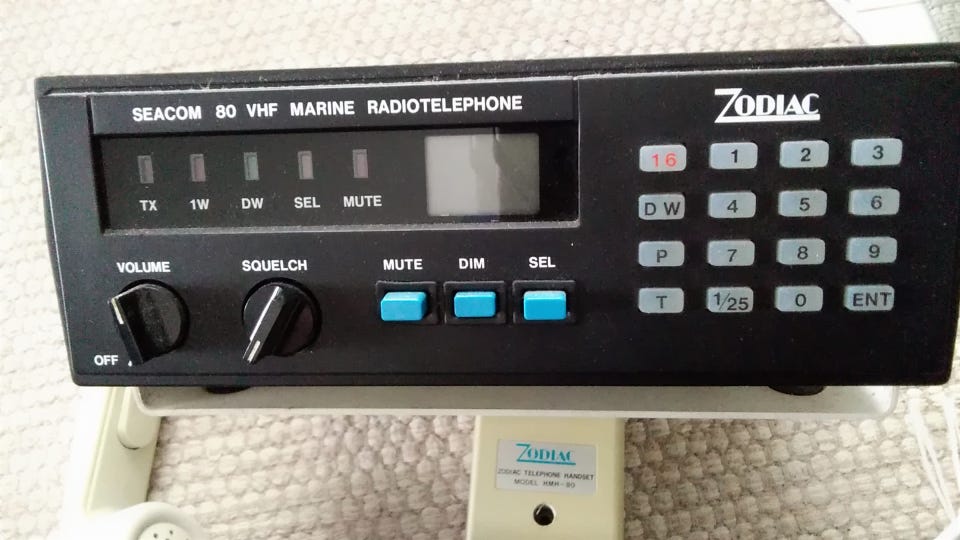 SEACOM 80 VHF MARINE RADIOTELEPHONE
ZODIAC
TX 1W DW SEL MUTE
16 1 2 3
DW 4 5 6
P 7 8 9
T 1/25 0 ENT
VOLUME SQUELCH MUTE DIM SEL
OFF
ZODIAC
ZODIAC TELEPHONE HANDSET
MODEL HMH-80